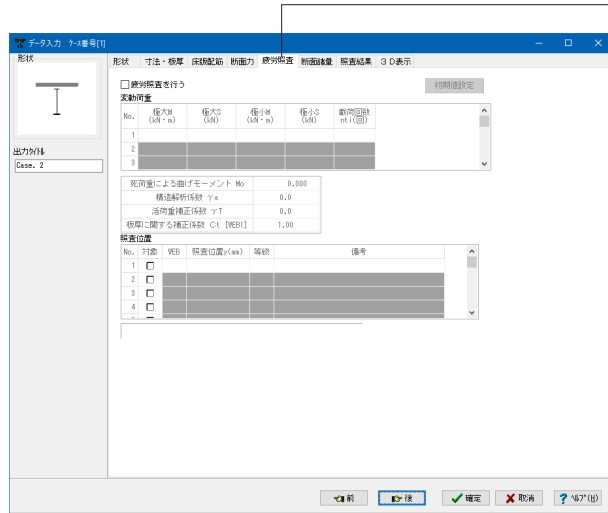 データ入力 ケース番号[1]
形状
形状 寸法・板厚 床版配筋 断面力 疲労照査 断面諸量 照査結果 3D表示
疲労照査を行う
初期値設定
変動荷重
No. 極大M (kN・m) 極大S (kN) 極小M (kN・m) 極小S (kN) 載荷回数 nti(回)
1
2
3
出力タイトル
Case. 2
死荷重による曲げモーメント Mo 0.000
構造解析係数 γa 0.0
活荷重補正係数 γT 0.0
板厚に関する補正係数 Ct [WEB1] 1.00
照査位置
No. 対象 WEB 照査位置y(mm) 等級 備考
1
2
3
4
前 後 確定 取消 ヘルプ(H)